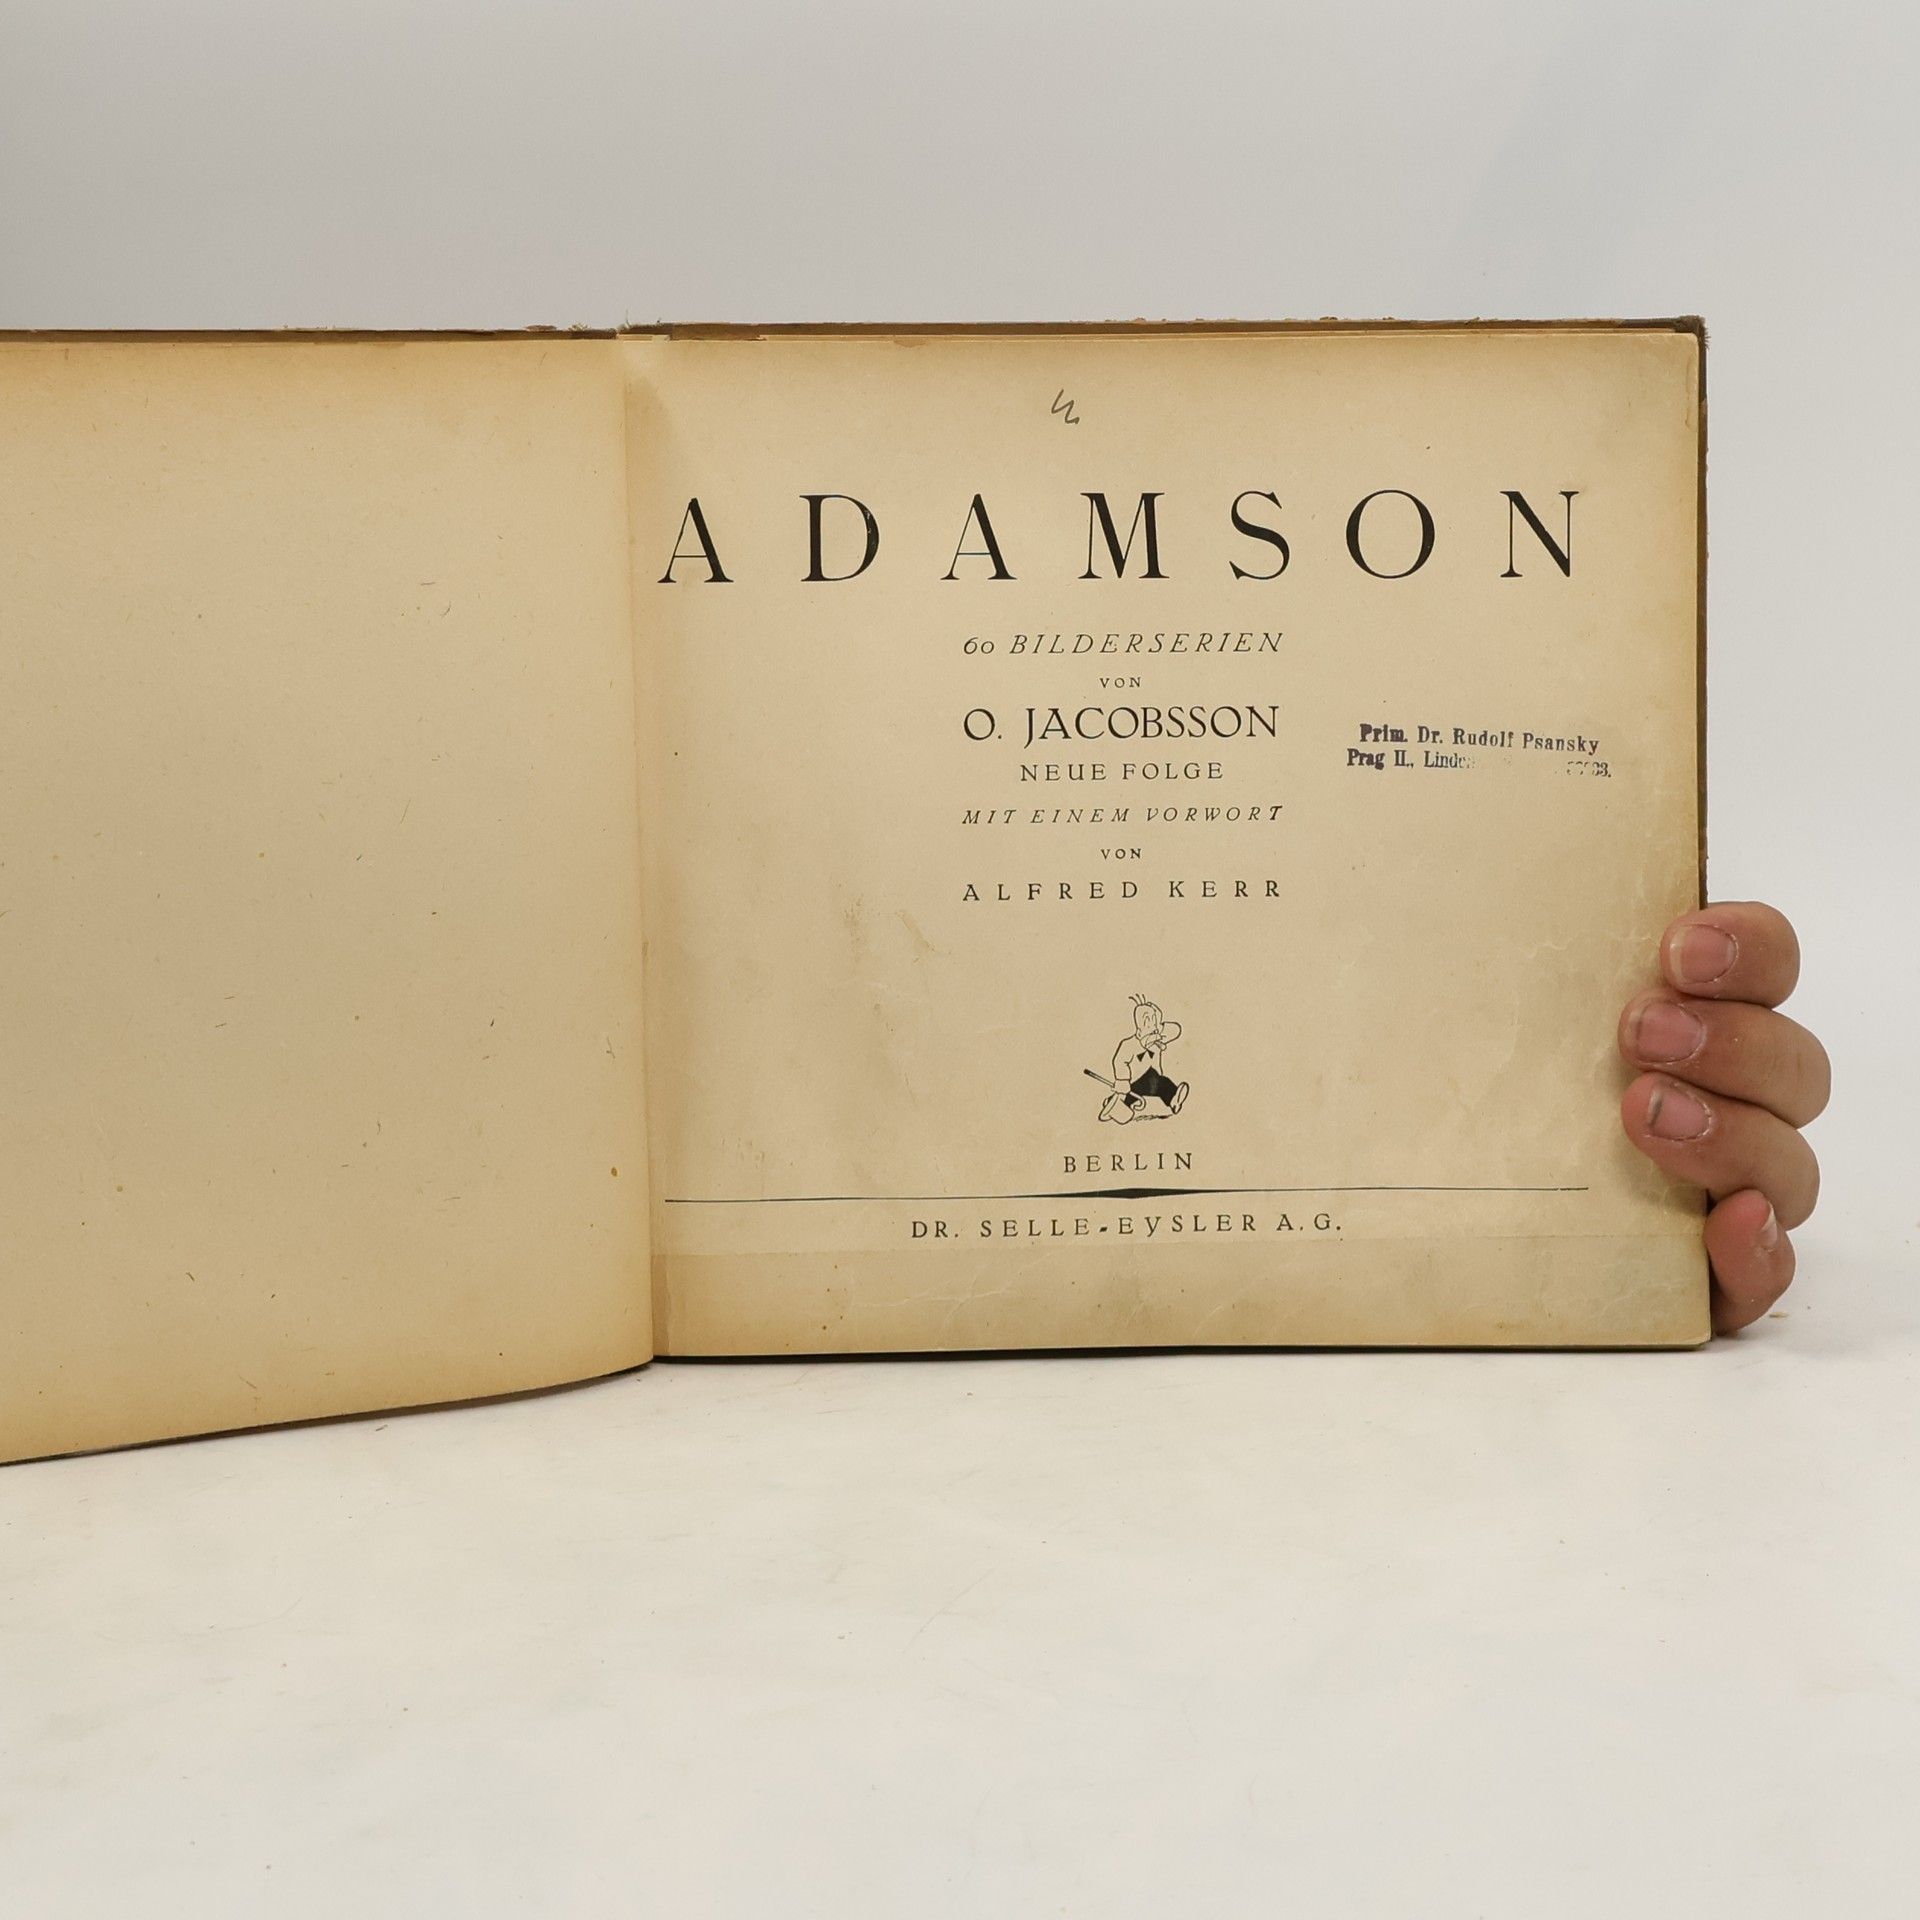 ADAMSON
60 BILDERSERIEN
VON
O. JACOBSSON
NEUE FOLGE
MIT EINEM VORWORT
VON
ALFRED KERR
Prim. Dr. Rudolf Psansky
Prag II.,
BERLIN
DR. SELLE-EYSLER A.G.